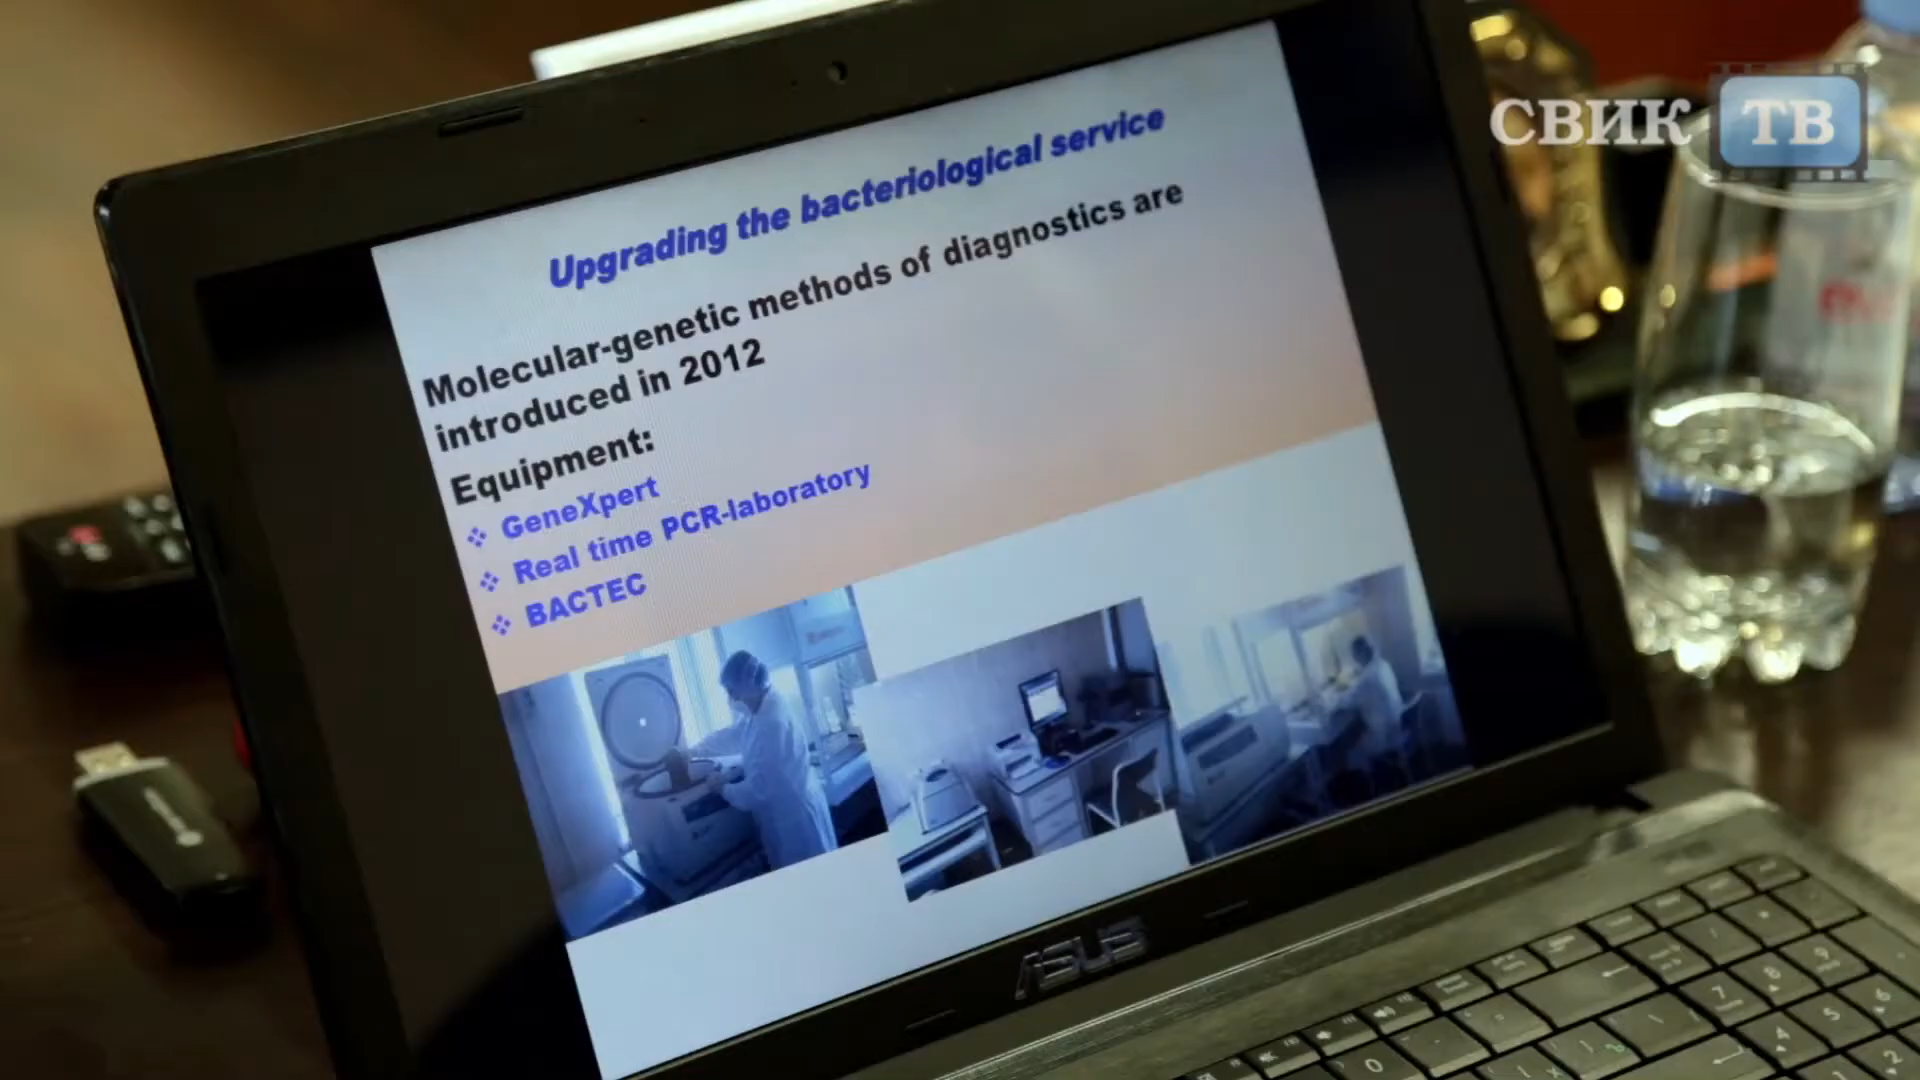 СВИК ТВ
Upgrading the bacteriological service
Molecular-genetic methods of diagnostics are
introduced in 2012
Equipment:
GeneXpert
Real time PCR-laboratory
BACTEC
ASUS